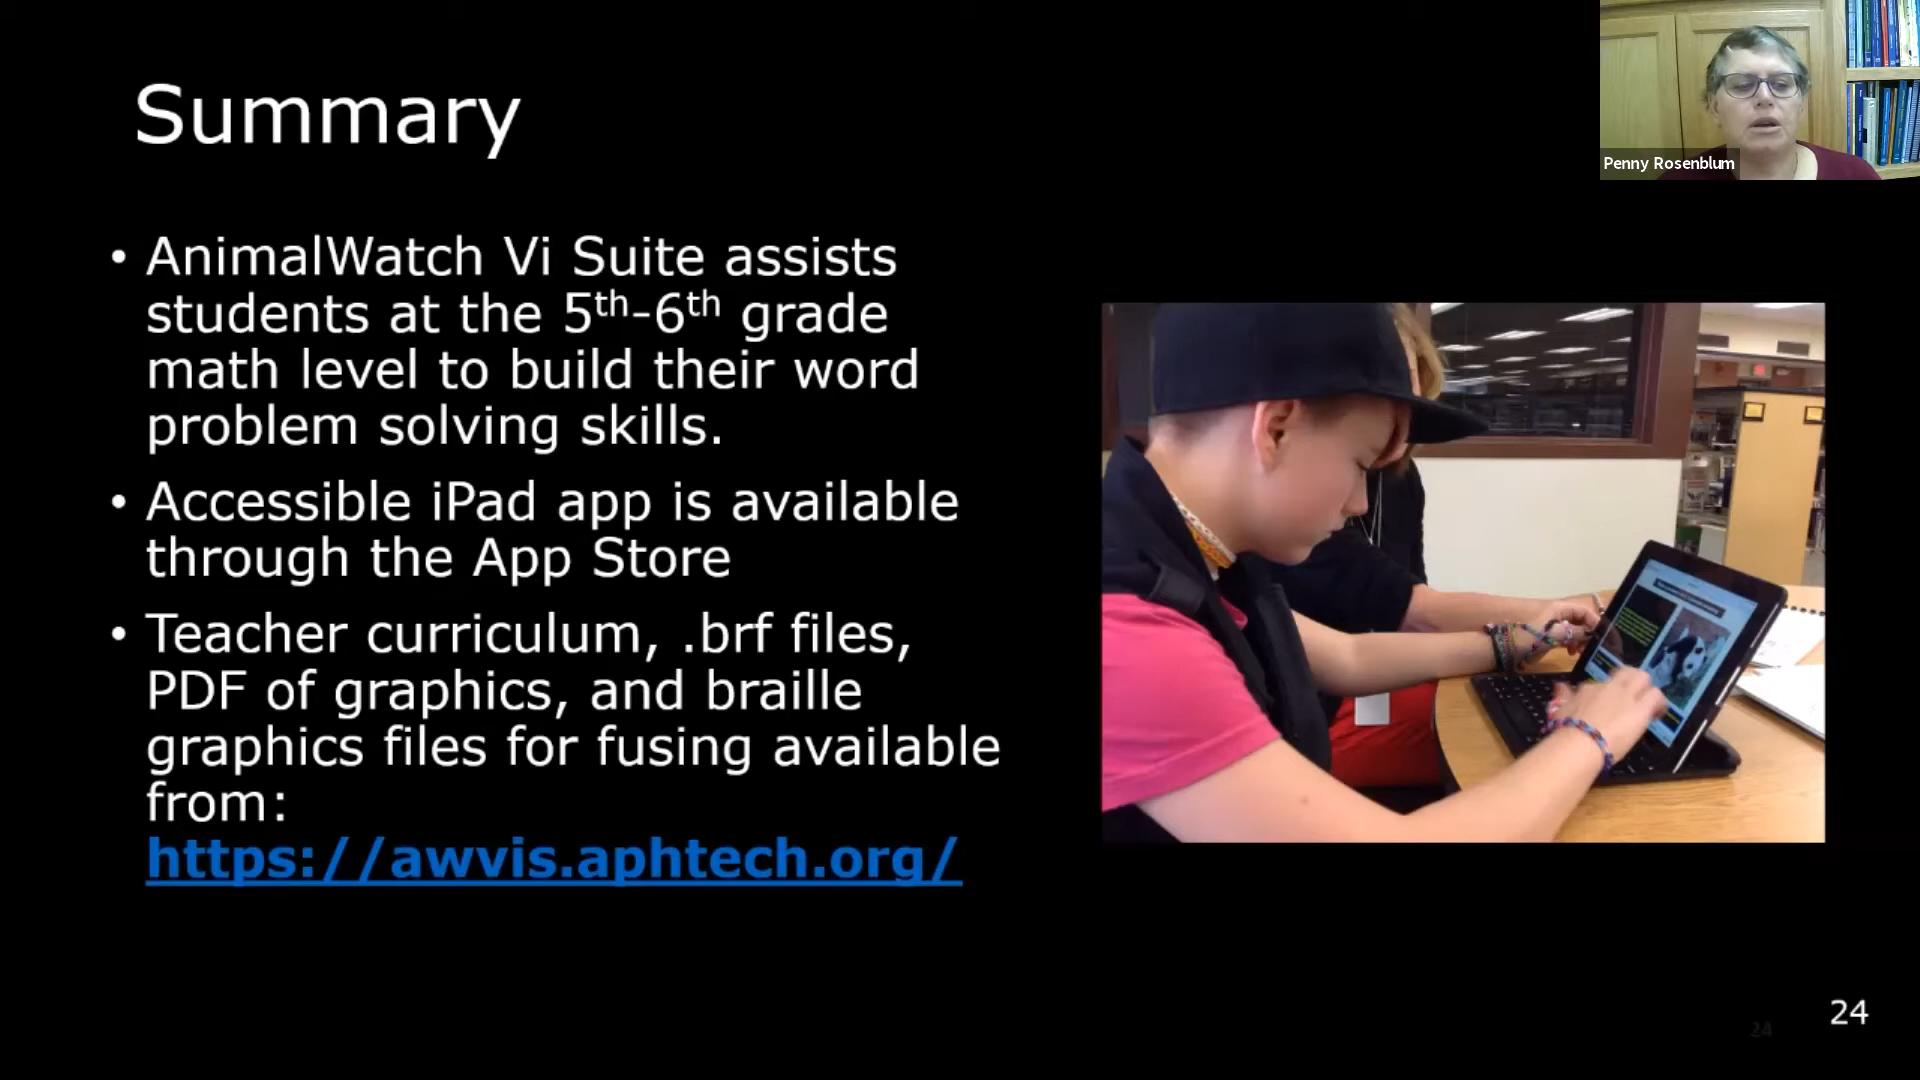 Summary
Penny Rosenblum
• AnimalWatch Vi Suite assists
students at the 5th-6th grade
math level to build their word
problem solving skills.
• Accessible iPad app is available
through the App Store
• Teacher curriculum, .brf files,
PDF of graphics, and braille
graphics files for fusing available
from:
https://awvis.aphtech.org/
24
24